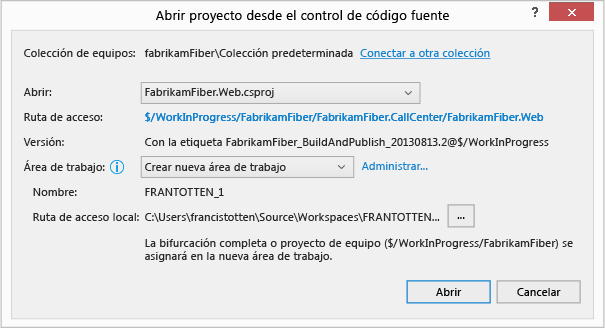 Abrir proyecto desde el control de código fuente
Colección de equipos: fabrikamFiber\Colección predeterminada Conectar a otra colección
Abrir: FabrikamFiber.Web.csproj
Ruta de acceso: $/WorkInProgress/FabrikamFiber/FabrikamFiber.CallCenter/FabrikamFiber.Web
Versión: Con la etiqueta FabrikamFiber_BuildAndPublish_20130813.2@$/WorkInProgress
Área de trabajo: Crear nueva área de trabajo Administrar...
Nombre: FRANTOTTEN_1
Ruta de acceso local: C:\Users\francistotten\Source\Workspaces\FRANTOTTEN... ...
La bifurcación completa o proyecto de equipo ($/WorkInProgress/FabrikamFiber) se
asignará en la nueva área de trabajo.
Abrir Cancelar